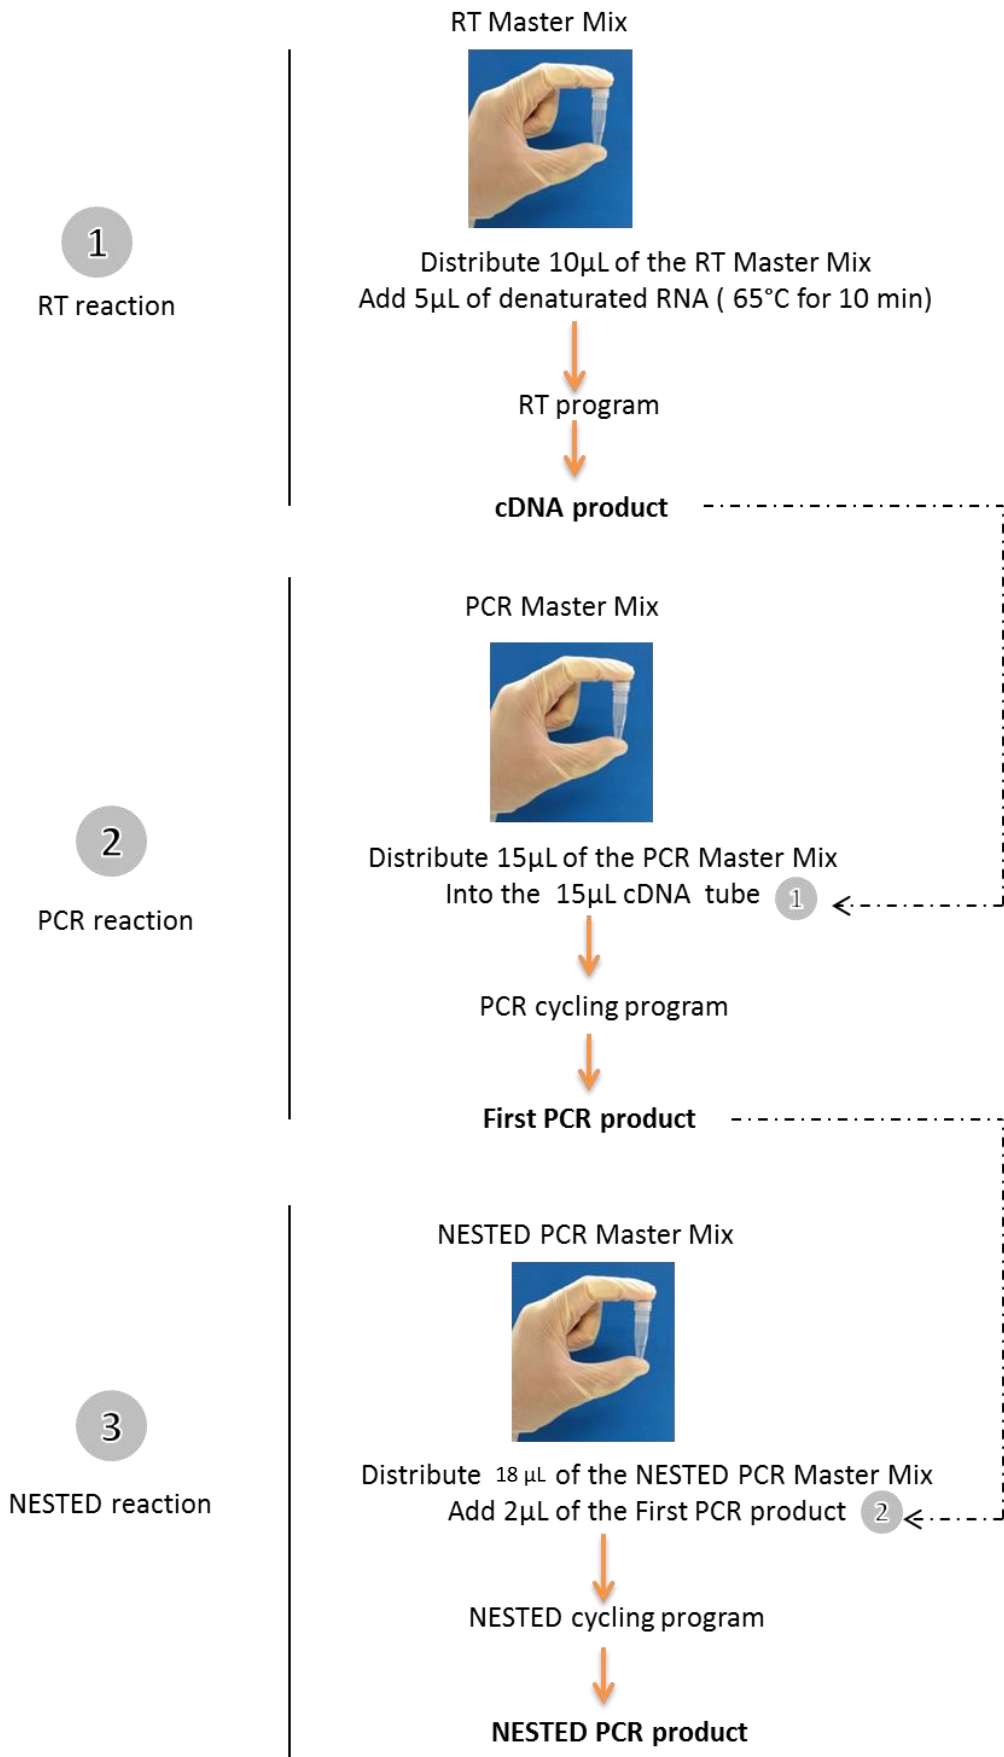 RT Master Mix
1
RT reaction
Distribute 10µL of the RT Master Mix
Add 5µL of denaturated RNA ( 65°C for 10 min)
RT program
cDNA product
PCR Master Mix
2
PCR reaction
Distribute 15µL of the PCR Master Mix
Into the 15µL cDNA tube 1
PCR cycling program
First PCR product
NESTED PCR Master Mix
3
NESTED reaction
Distribute 18 µL of the NESTED PCR Master Mix
Add 2µL of the First PCR product 2
NESTED cycling program
NESTED PCR product